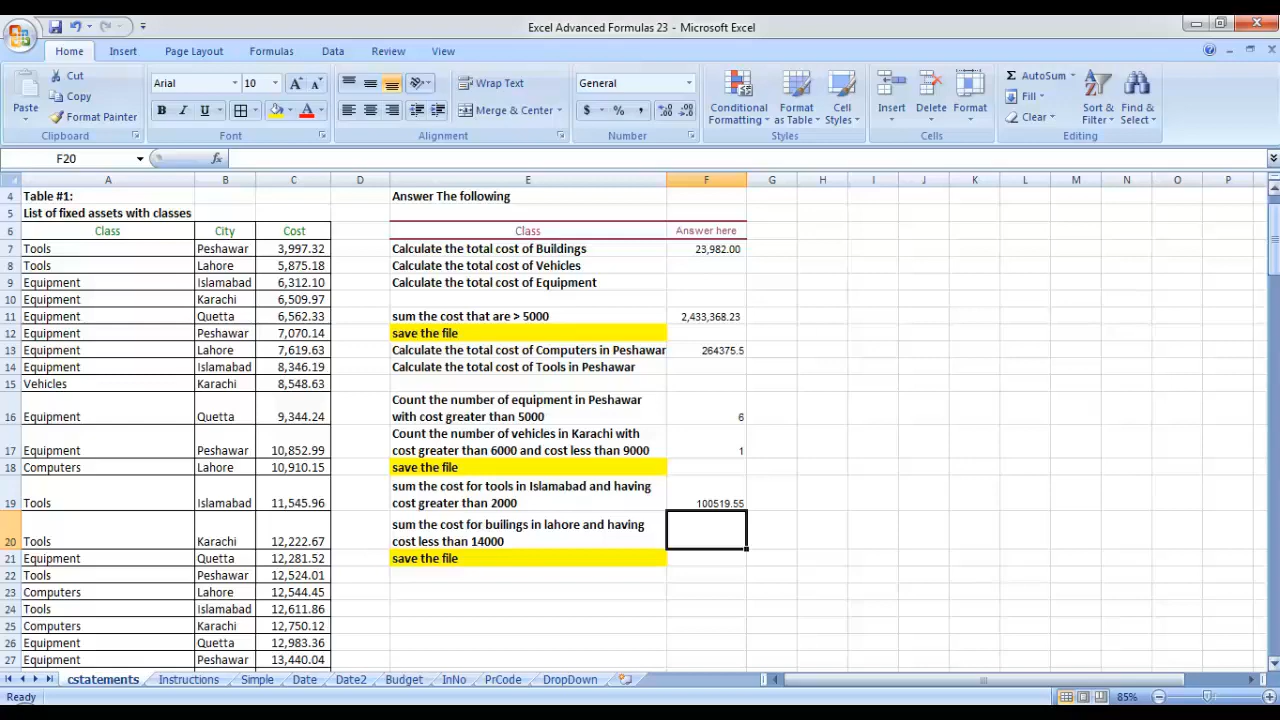 Excel Advanced Formulas 23 - Microsoft Excel
Home Insert Page Layout Formulas Data Review View
Cut
Copy
Format Painter
Paste
Clipboard
Arial 10
B I U
Font
Wrap Text
Merge & Center
Alignment
General
$ % ,
Number
Conditional Formatting
Format as Table
Cell Styles
Styles
Insert Delete Format
Cells
AutoSum
Fill
Clear
Sort & Filter
Find & Select
Editing
F20 fx
A B C D E F G H I J K L M N O P
4 Table #1: Answer The following
5 List of fixed assets with classes
6 Class City Cost Class Answer here
7 Tools Peshawar 3,997.32 Calculate the total cost of Buildings 23,982.00
8 Tools Lahore 5,875.18 Calculate the total cost of Vehicles
9 Equipment Islamabad 6,312.10 Calculate the total cost of Equipment
10 Equipment Karachi 6,509.97
11 Equipment Quetta 6,562.33 sum the cost that are > 5000 2,433,368.23
12 Equipment Peshawar 7,070.14 save the file
13 Equipment Lahore 7,619.63 Calculate the total cost of Computers in Peshawar 264375.5
14 Equipment Islamabad 8,346.19 Calculate the total cost of Tools in Peshawar
15 Vehicles Karachi 8,548.63
Count the number of equipment in Peshawar
16 Equipment Quetta 9,344.24 with cost greater than 5000 6
Count the number of vehicles in Karachi with
17 Equipment Peshawar 10,852.99 cost greater than 6000 and cost less than 9000 1
18 Computers Lahore 10,910.15 save the file
sum the cost for tools in Islamabad and having
19 Tools Islamabad 11,545.96 cost greater than 2000 100519.55
sum the cost for builings in lahore and having
20 Tools Karachi 12,222.67 cost less than 14000
21 Equipment Quetta 12,281.52 save the file
22 Tools Peshawar 12,524.01
23 Computers Lahore 12,544.45
24 Tools Islamabad 12,611.86
25 Computers Karachi 12,750.12
26 Equipment Quetta 12,983.36
27 Equipment Peshawar 13,440.04
cstatements Instructions Simple Date Date2 Budget InNo PrCode DropDown
Ready 85%